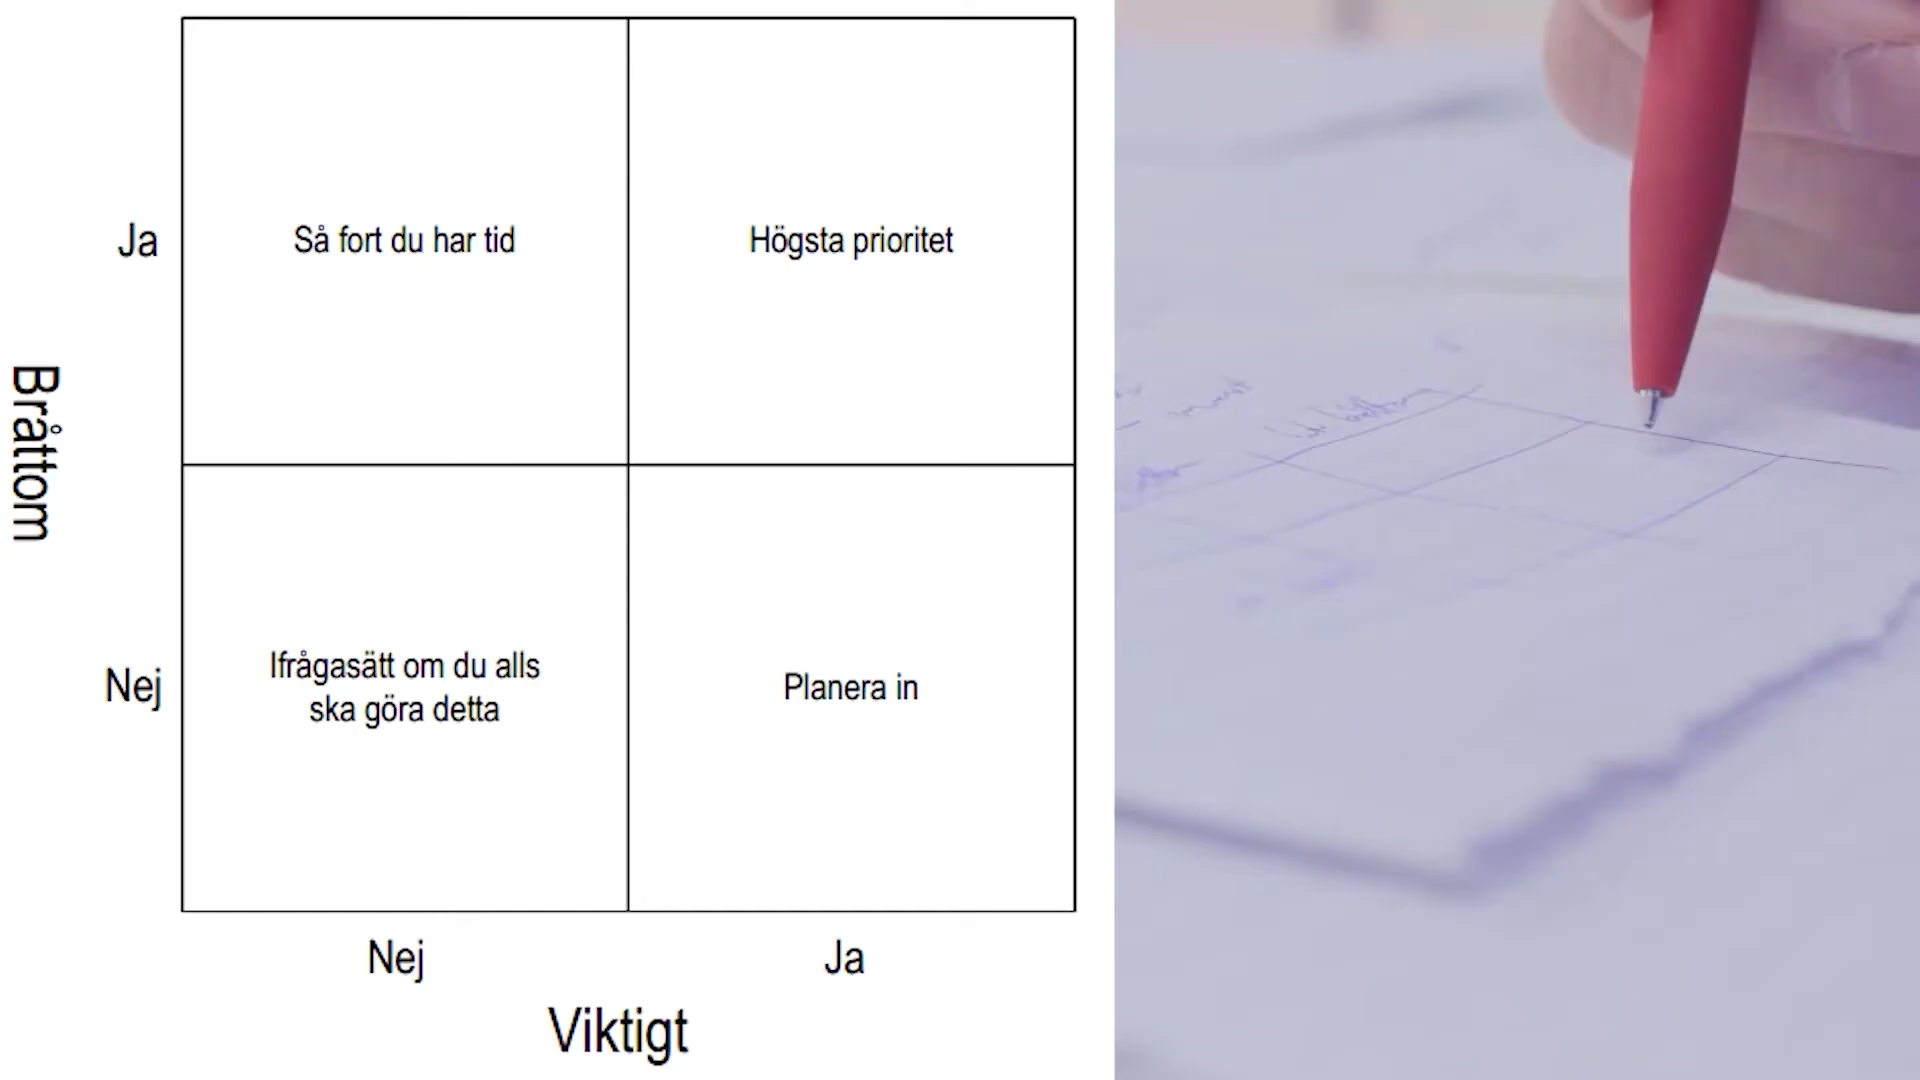 Ja
Så fort du har tid
Högsta prioritet
Bråttom
Nej
Ifrågasätt om du alls
ska göra detta
Planera in
Nej
Ja
Viktigt